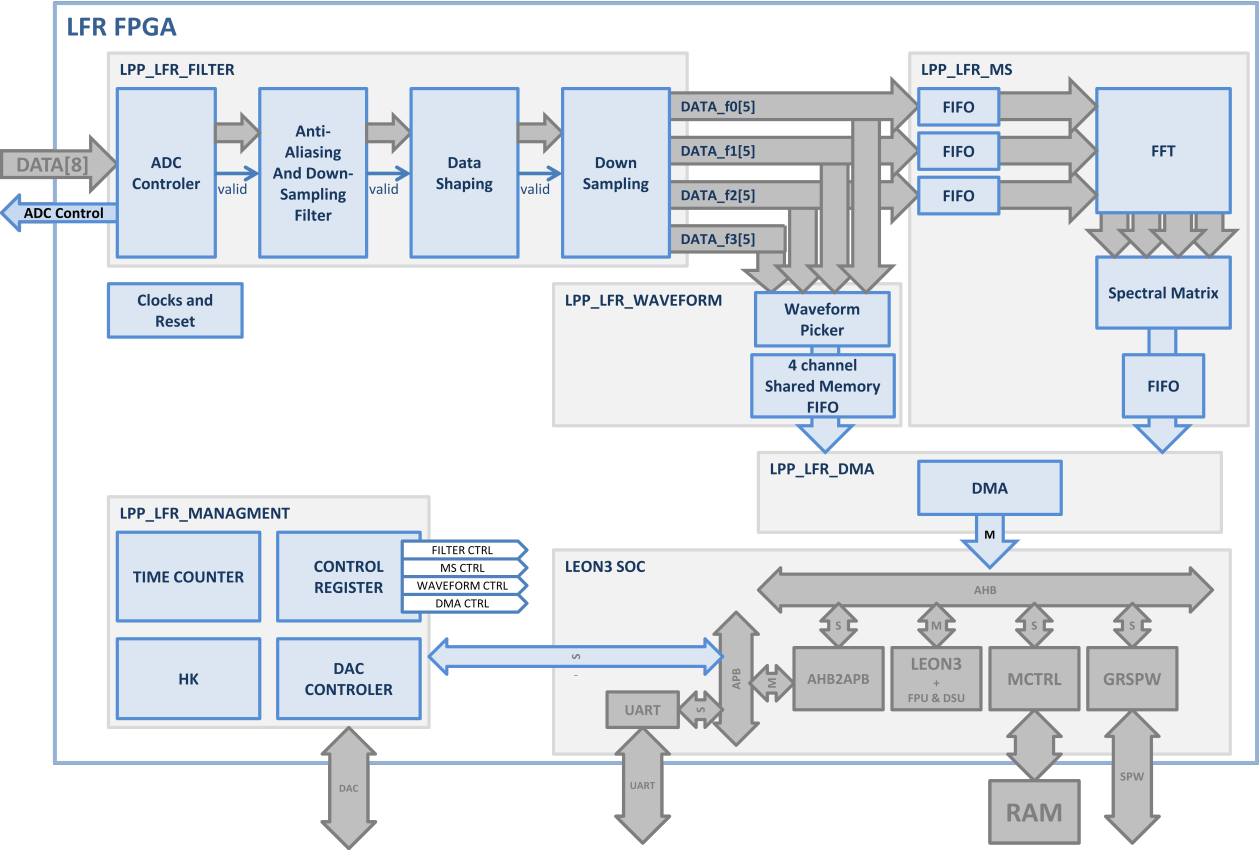 LFR FPGA
LPP_LFR_FILTER
LPP_LFR_MS
DATA[8]
ADC Control
ADC
Controler
valid
Anti-
Aliasing
And Down-
Sampling
Filter
valid
Data
Shaping
valid
Down
Sampling
DATA_f0[5]
DATA_f1[5]
DATA_f2[5]
DATA_f3[5]
FIFO
FIFO
FIFO
FFT
Spectral Matrix
FIFO
Clocks and
Reset
LPP_LFR_WAVEFORM
Waveform
Picker
4 channel
Shared Memory
FIFO
LPP_LFR_DMA
DMA
M
LPP_LFR_MANAGMENT
TIME COUNTER
CONTROL
REGISTER
FILTER CTRL
MS CTRL
WAVEFORM CTRL
DMA CTRL
HK
DAC
CONTROLER
S
LEON3 SOC
AHB
S
M
S
S
APB
M
AHB2APB
LEON3
+
FPU & DSU
MCTRL
GRSPW
UART
S
DAC
UART
RAM
SPW